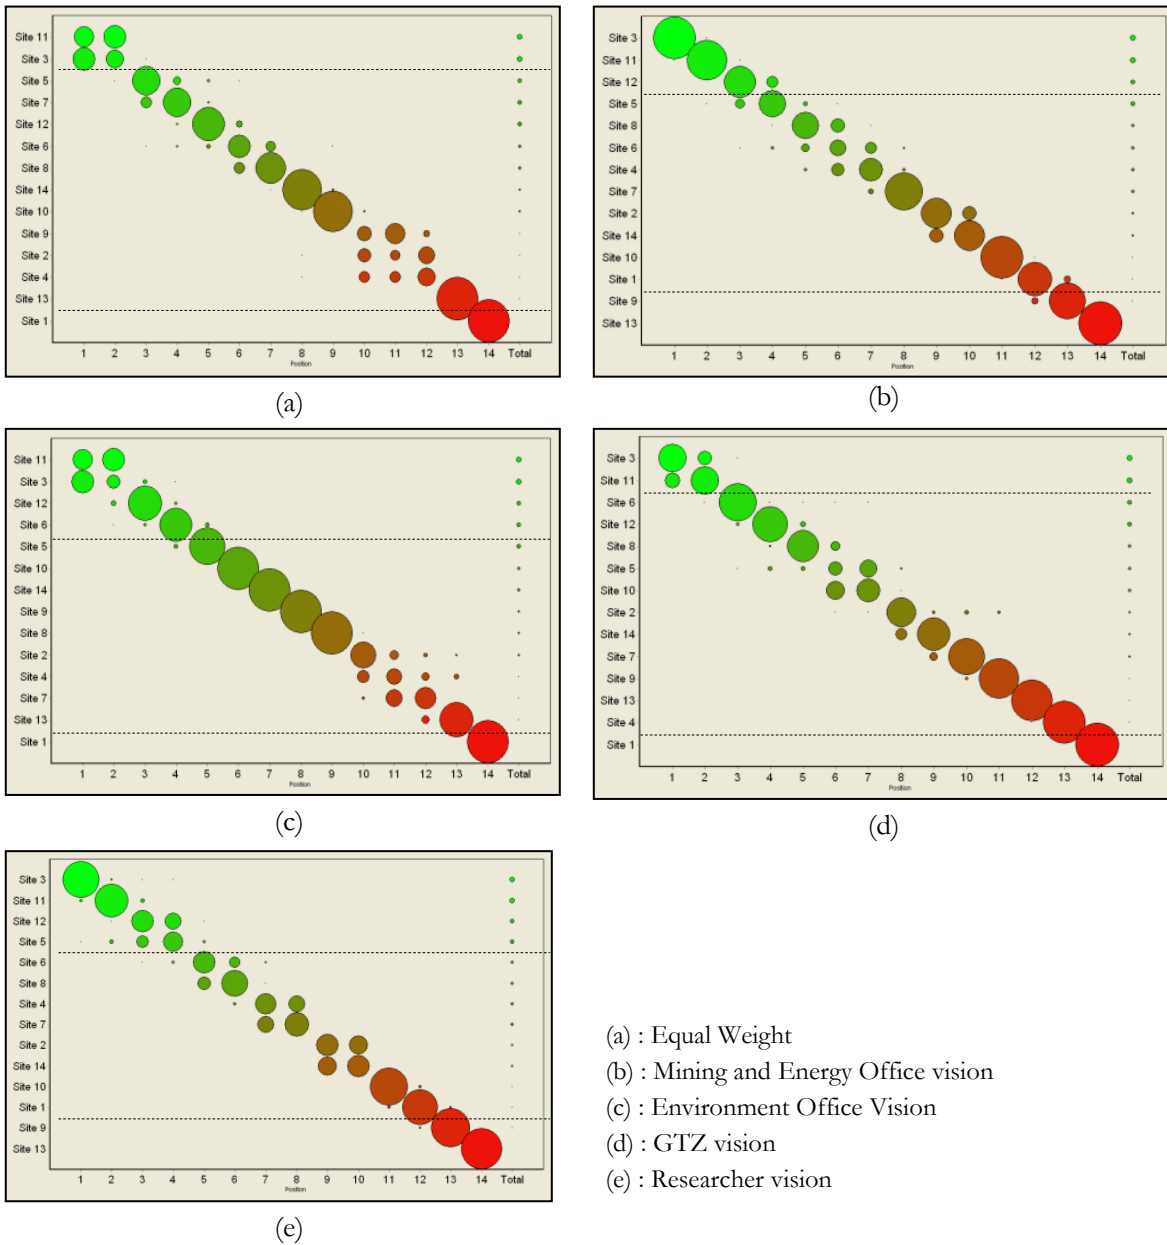 Site 11
Site 3
Site 5
Site 7
Site 12
Site 6
Site 8
Site 14
Site 10
Site 9
Site 2
Site 4
Site 13
Site 1
1 2 3 4 5 6 7 8 9 10 11 12 13 14 Total
Position
(a)
Site 3
Site 11
Site 12
Site 5
Site 8
Site 6
Site 4
Site 7
Site 2
Site 14
Site 10
Site 1
Site 9
Site 13
1 2 3 4 5 6 7 8 9 10 11 12 13 14 Total
Position
(b)
Site 11
Site 3
Site 12
Site 6
Site 5
Site 10
Site 14
Site 9
Site 8
Site 2
Site 4
Site 7
Site 13
Site 1
1 2 3 4 5 6 7 8 9 10 11 12 13 14 Total
Position
(c)
Site 3
Site 11
Site 6
Site 12
Site 8
Site 5
Site 10
Site 2
Site 14
Site 7
Site 9
Site 13
Site 4
Site 1
1 2 3 4 5 6 7 8 9 10 11 12 13 14 Total
Position
(d)
Site 3
Site 11
Site 12
Site 5
Site 6
Site 8
Site 4
Site 7
Site 2
Site 14
Site 10
Site 1
Site 9
Site 13
1 2 3 4 5 6 7 8 9 10 11 12 13 14 Total
Position
(e)
(a) : Equal Weight
(b) : Mining and Energy Office vision
(c) : Environment Office Vision
(d) : GTZ vision
(e) : Researcher vision